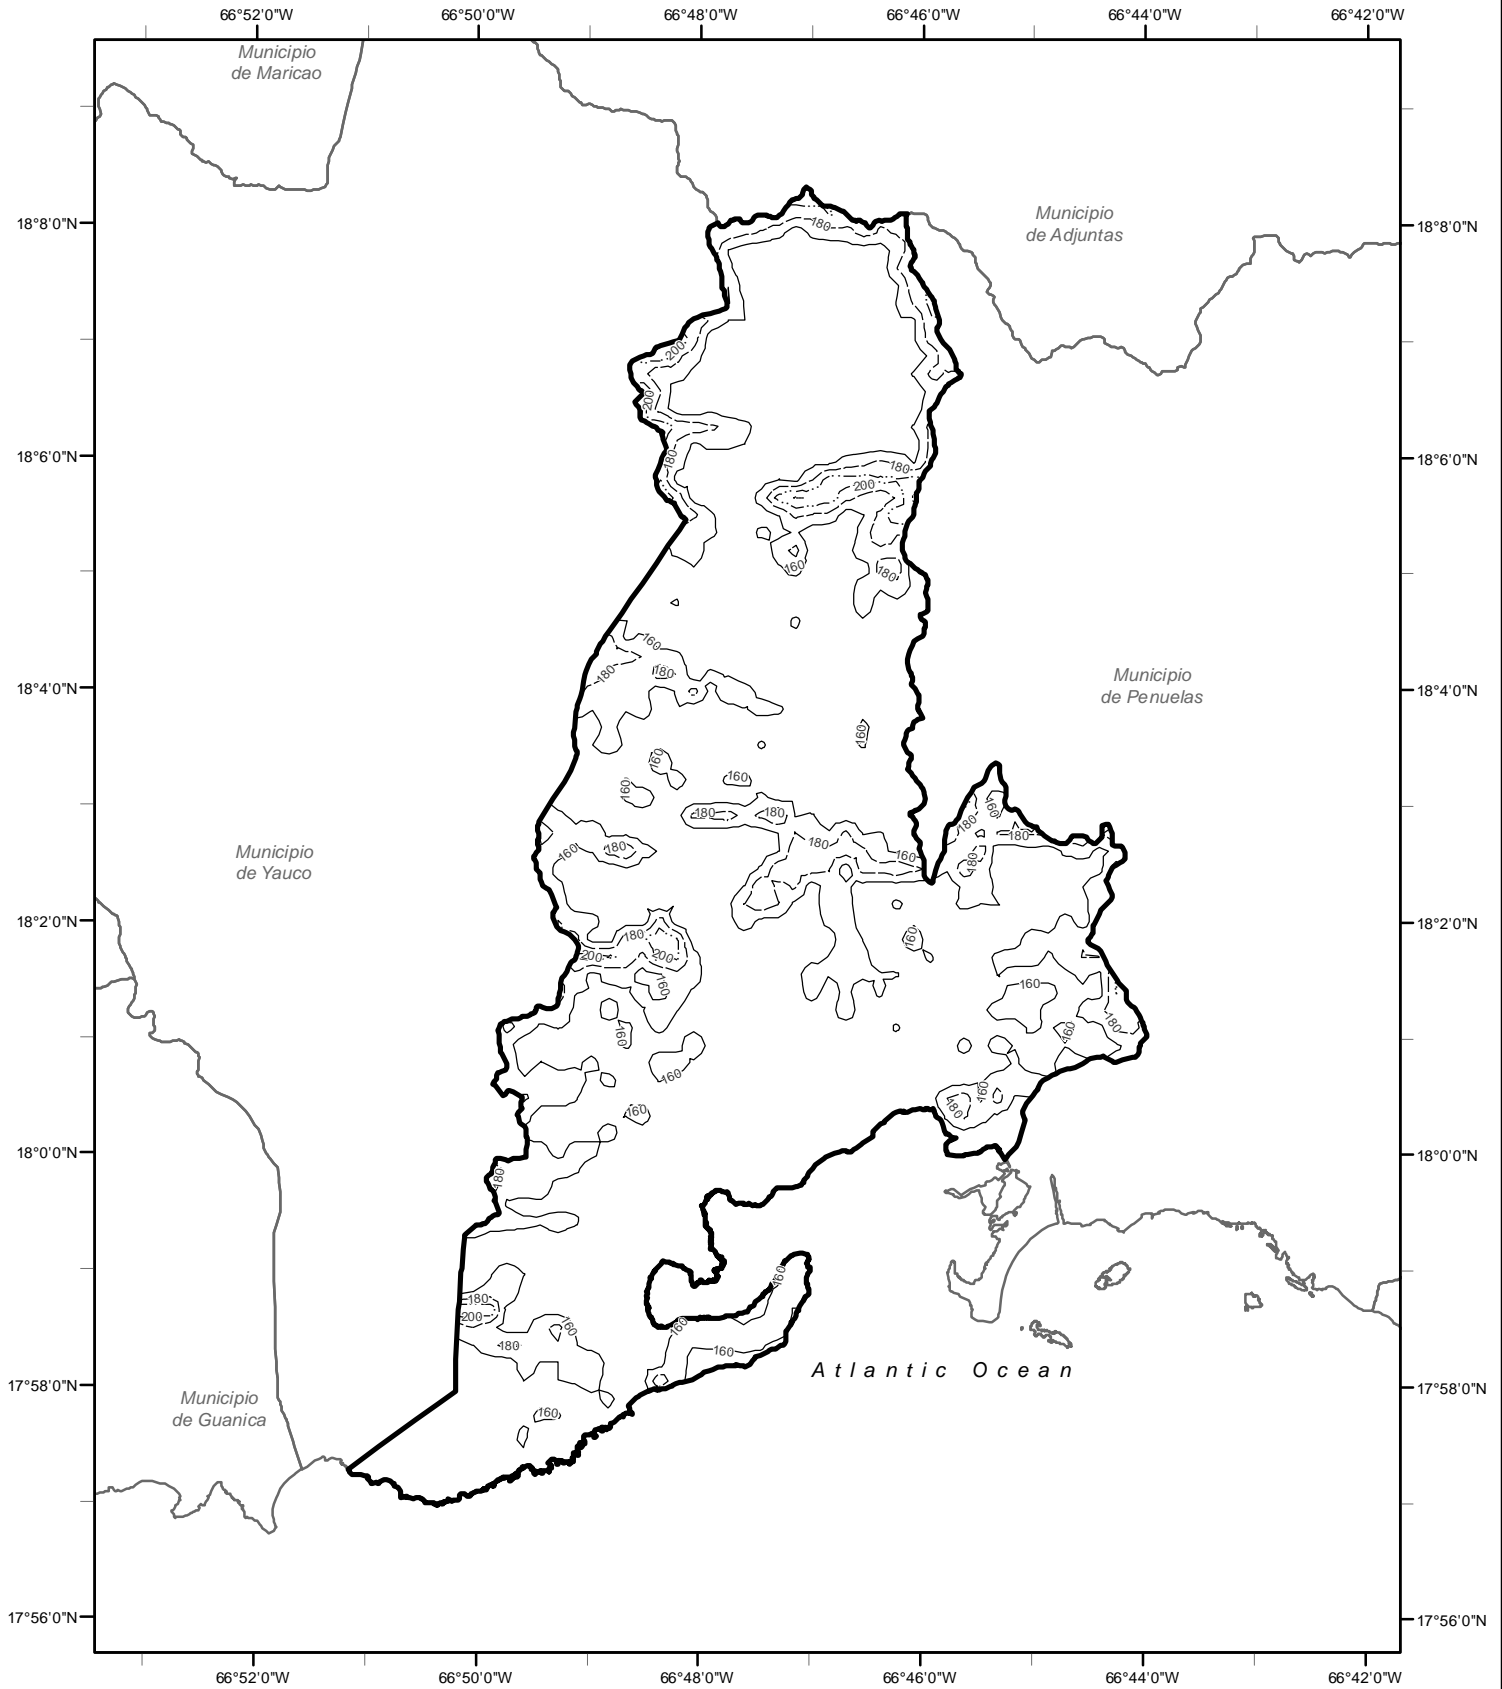 66°52'0"W 66°50'0"W 66°48'0"W 66°46'0"W 66°44'0"W 66°42'0"W
Municipio
de Maricao
Municipio
de Adjuntas
18°8'0"N 18°8'0"N
180
200
200
18°6'0"N 18°6'0"N
180
180
200
160
180
160
180
180
18°4'0"N 18°4'0"N
Municipio
de Penuelas
160
160
160
160
180
180
160
180
180
180
160
160
180
180
Municipio
de Yauco
18°2'0"N 18°2'0"N
180
200
200
160
160
160
160
180
160
160
160
160
180
18°0'0"N 18°0'0"N
180
160
180
200
160
160
180
160
Atlantic Ocean
17°58'0"N 17°58'0"N
Municipio
de Guanica
160
17°56'0"N 17°56'0"N
66°52'0"W 66°50'0"W 66°48'0"W 66°46'0"W 66°44'0"W 66°42'0"W